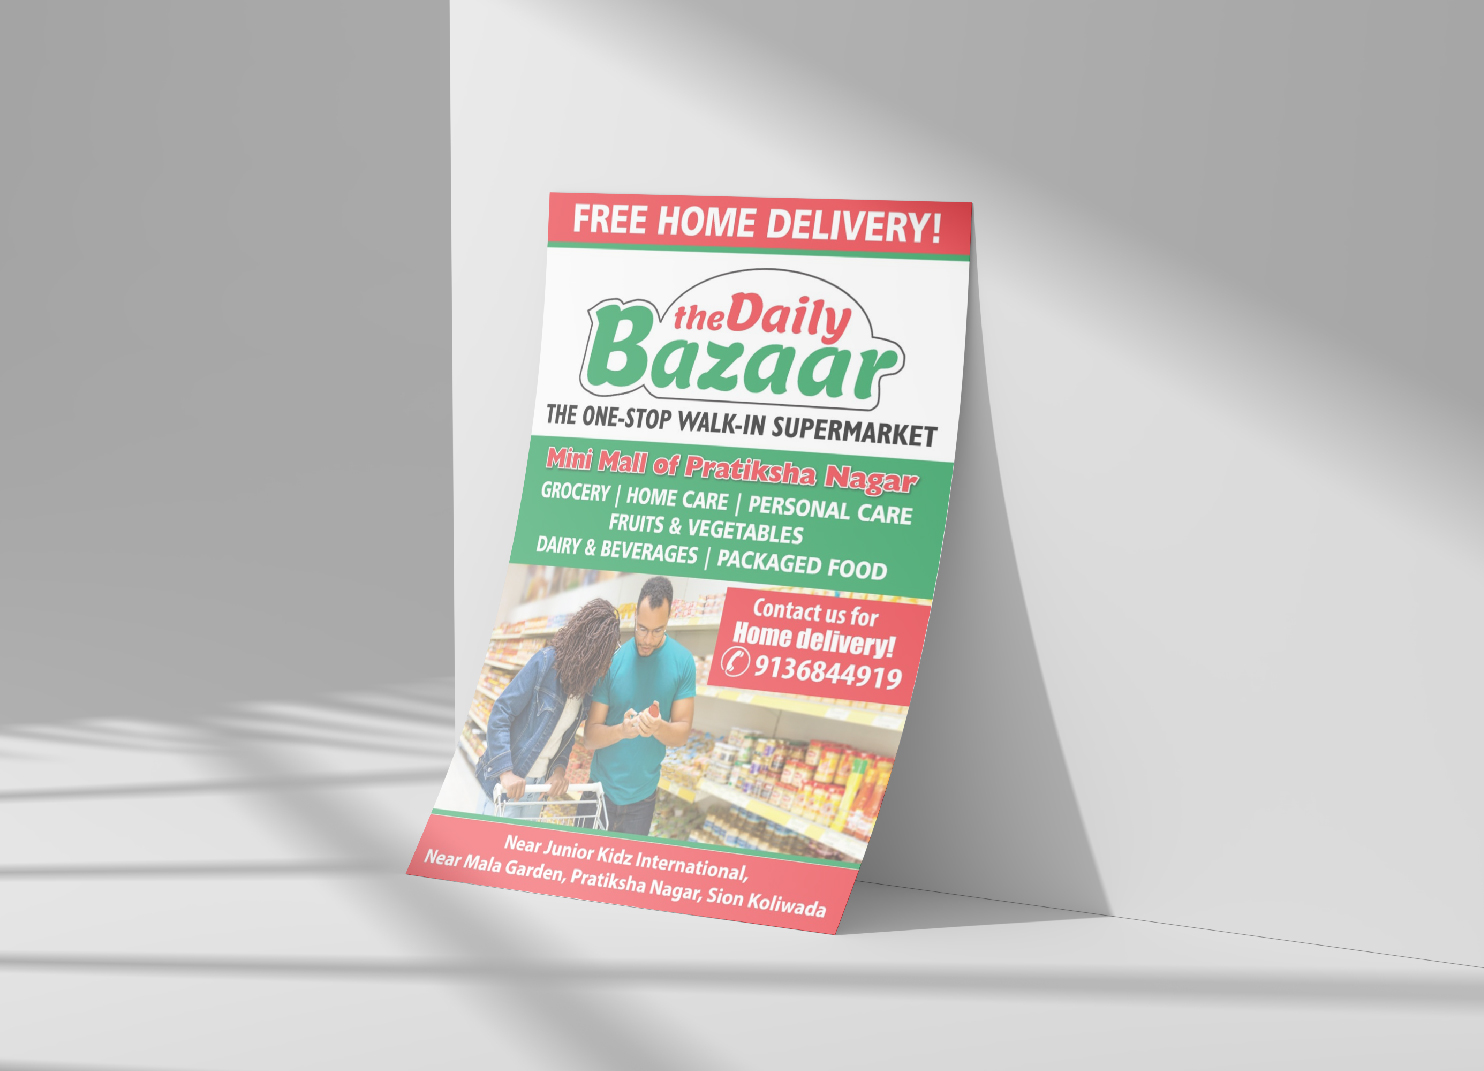 FREE HOME DELIVERY!
the Daily
Bazaar
THE ONE-STOP WALK-IN SUPERMARKET
Mini Mall of Pratiksha Nagar
GROCERY | HOME CARE | PERSONAL CARE
FRUITS & VEGETABLES
DAIRY & BEVERAGES | PACKAGED FOOD
Contact us for
Home delivery!
9136844919
Near Junior Kidz International,
Near Mala Garden, Pratiksha Nagar, Sion Koliwada